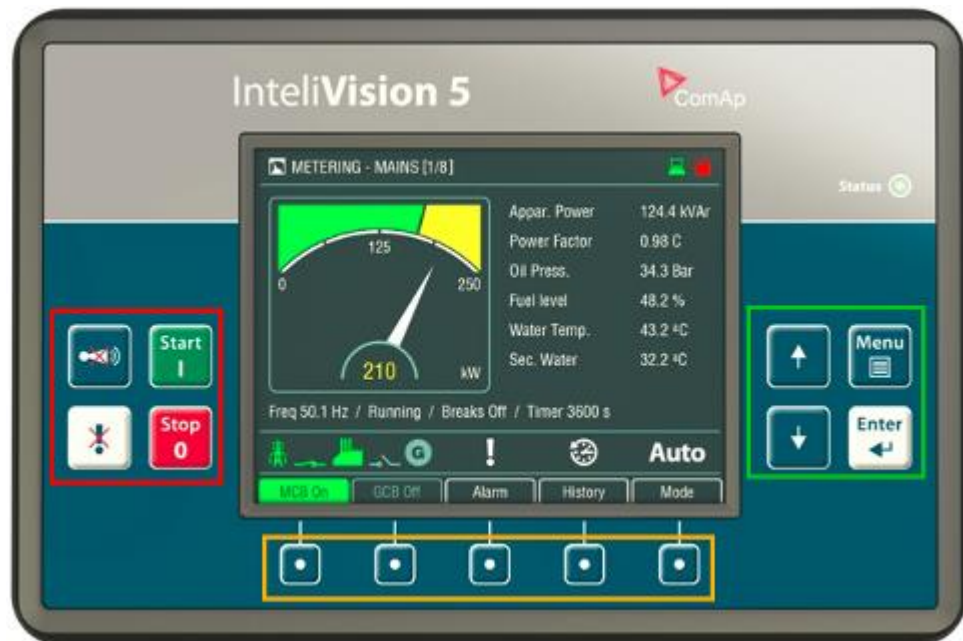 InteliVision 5
ComAp
METERING - MAINS [1/8]
Status
0
125
250
210
kW
Appar. Power 124.4 kVAr
Power Factor 0.98 C
Oil Press. 34.3 Bar
Fuel level 48.2 %
Water Temp. 43.2 ºC
Sec. Water 32.2 ºC
Freq 50.1 Hz / Running / Breaks Off / Timer 3600 s
G
!
Auto
MCB On
GCB Off
Alarm
History
Mode
Start
I
Stop
0
Menu
Enter